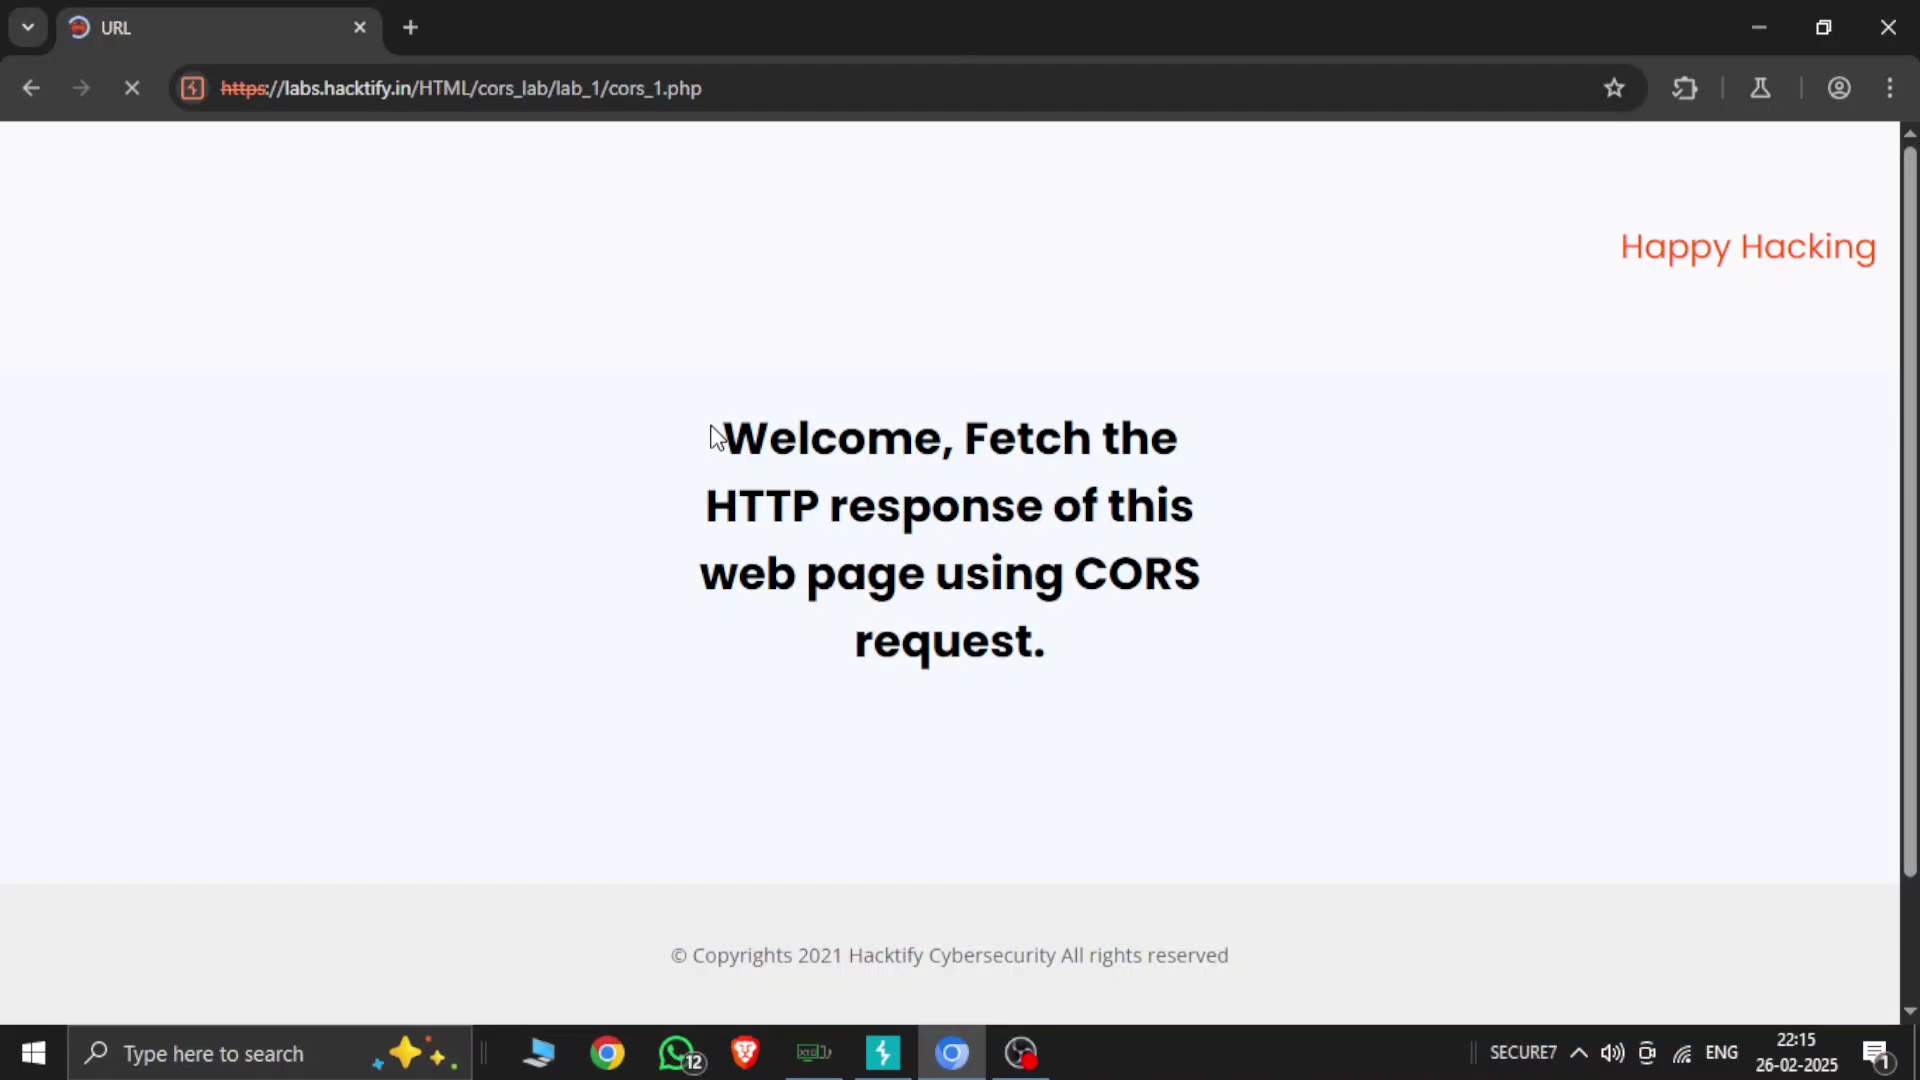 URL
https://labs.hacktify.in/HTML/cors_lab/lab_1/cors_1.php
Happy Hacking
Welcome, Fetch the
HTTP response of this
web page using CORS
request.
© Copyrights 2021 Hacktify Cybersecurity All rights reserved
Type here to search
12
SECURE7
ENG
22:15
26-02-2025
1